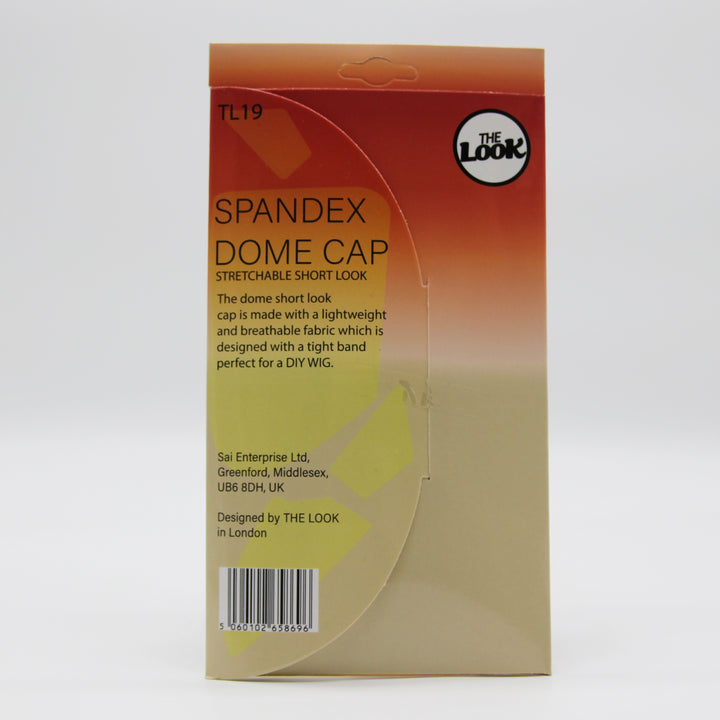 TL19
THE
LOOK
SPANDEX
DOME CAP
STRETCHABLE SHORT LOOK
The dome short look
cap is made with a lightweight
and breathable fabric which is
designed with a tight band
perfect for a DIY WIG.
Sai Enterprise Ltd,
Greenford, Middlesex,
UB6 8DH, UK
Designed by THE LOOK
in London
5 060102 658696